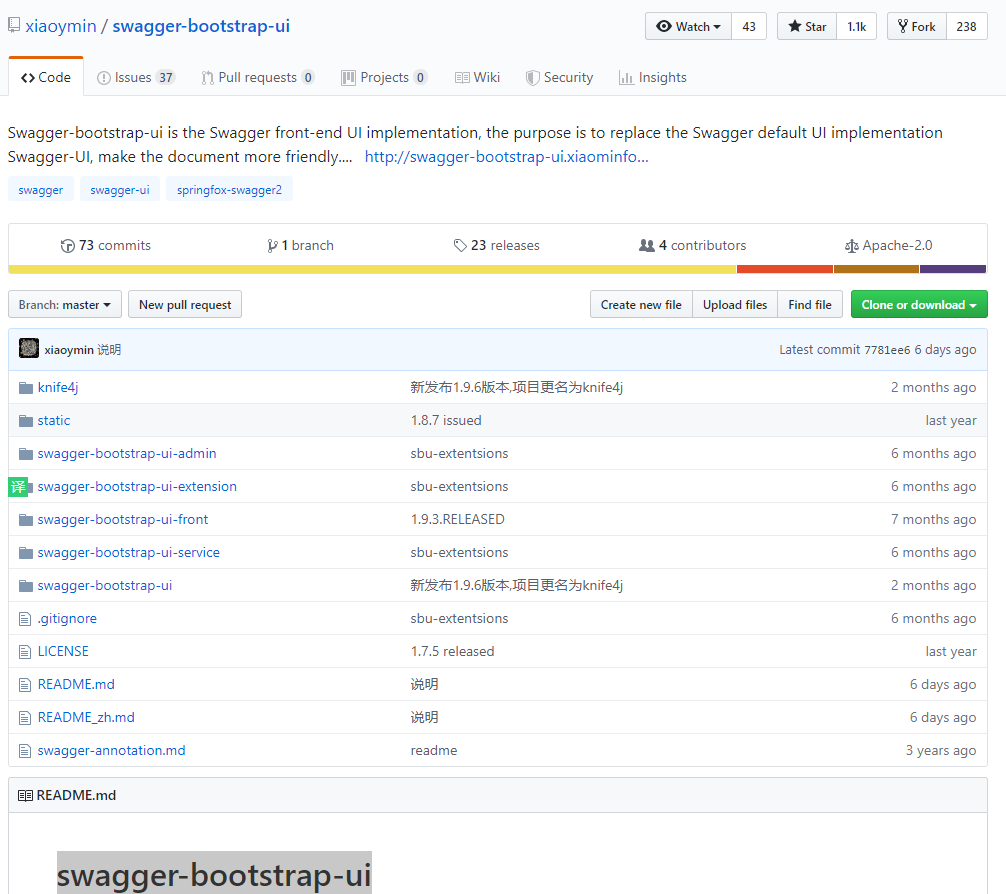 xiaoymin / swagger-bootstrap-ui Watch 43 Star 1.1k Fork 238
Code Issues 37 Pull requests 0 Projects 0 Wiki Security Insights
Swagger-bootstrap-ui is the Swagger front-end UI implementation, the purpose is to replace the Swagger default UI implementation
Swagger-UI, make the document more friendly.... http://swagger-bootstrap-ui.xiaominfo...
swagger swagger-ui springfox-swagger2
73 commits 1 branch 23 releases 4 contributors Apache-2.0
Branch: master New pull request Create new file Upload files Find file Clone or download
xiaoymin 说明 Latest commit 7781ee6 6 days ago
knife4j 新发布1.9.6版本,项目更名为knife4j 2 months ago
static 1.8.7 issued last year
swagger-bootstrap-ui-admin sbu-extentsions 6 months ago
译 swagger-bootstrap-ui-extension sbu-extentsions 6 months ago
swagger-bootstrap-ui-front 1.9.3.RELEASED 7 months ago
swagger-bootstrap-ui-service sbu-extentsions 6 months ago
swagger-bootstrap-ui 新发布1.9.6版本,项目更名为knife4j 2 months ago
.gitignore sbu-extentsions 6 months ago
LICENSE 1.7.5 released last year
README.md 说明 6 days ago
README_zh.md 说明 6 days ago
swagger-annotation.md readme 3 years ago
README.md
swagger-bootstrap-ui